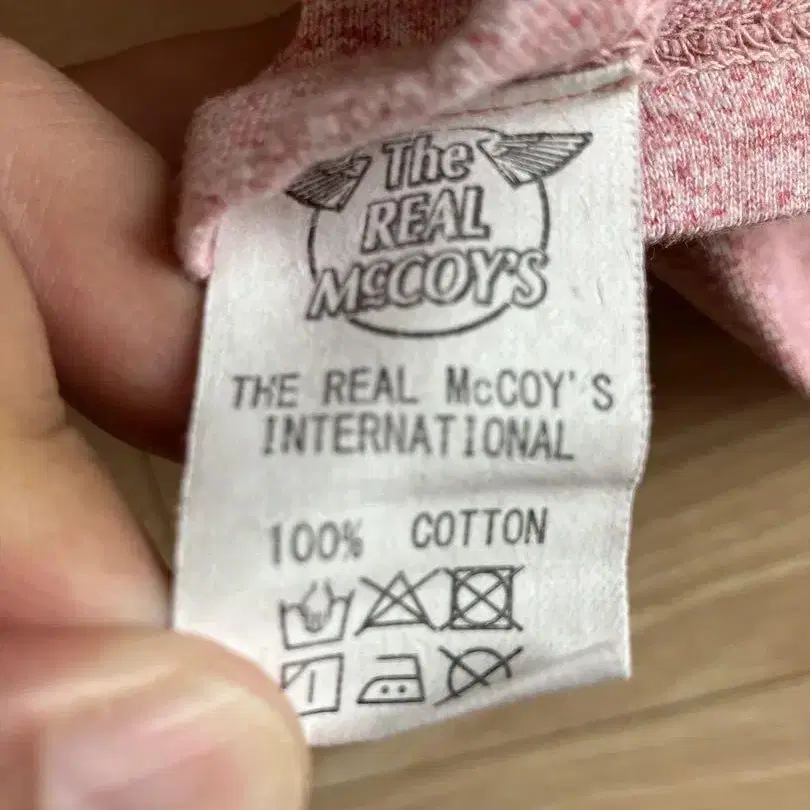 The
REAL
McCOY'S
THE REAL McCOY'S
INTERNATIONAL
100% COTTON